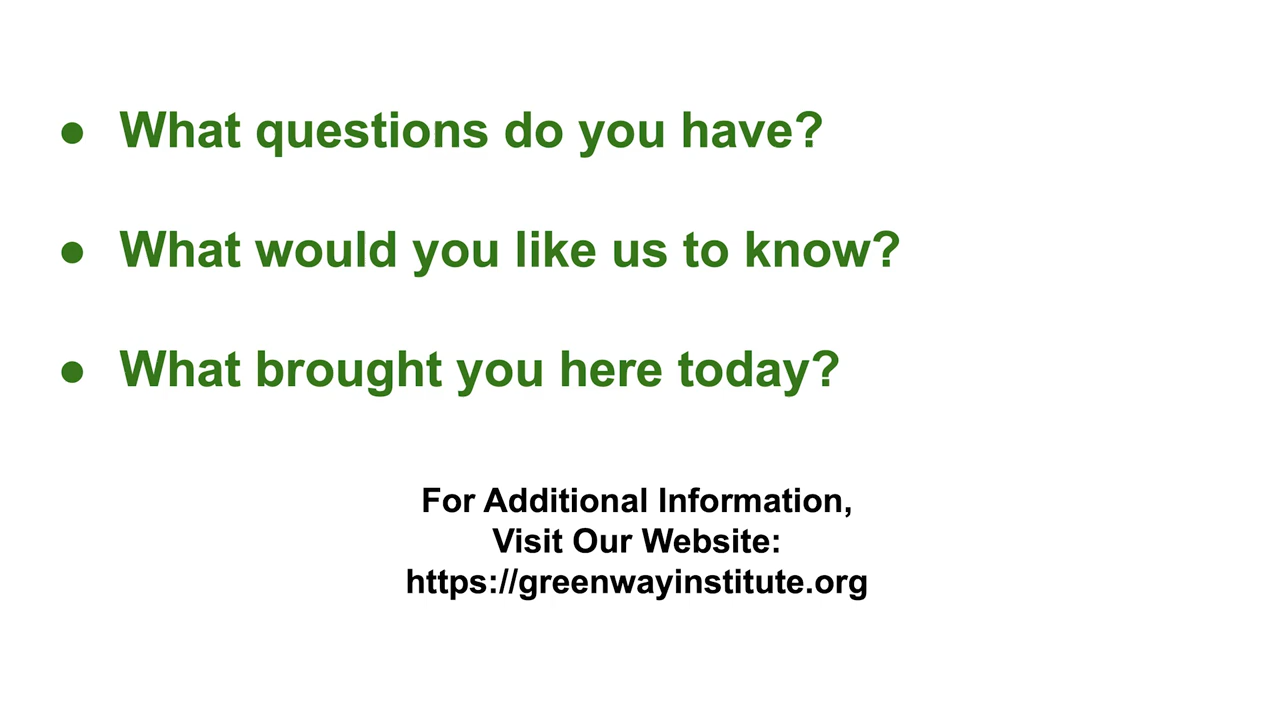 ● What questions do you have?
● What would you like us to know?
● What brought you here today?
For Additional Information,
Visit Our Website:
https://greenwayinstitute.org